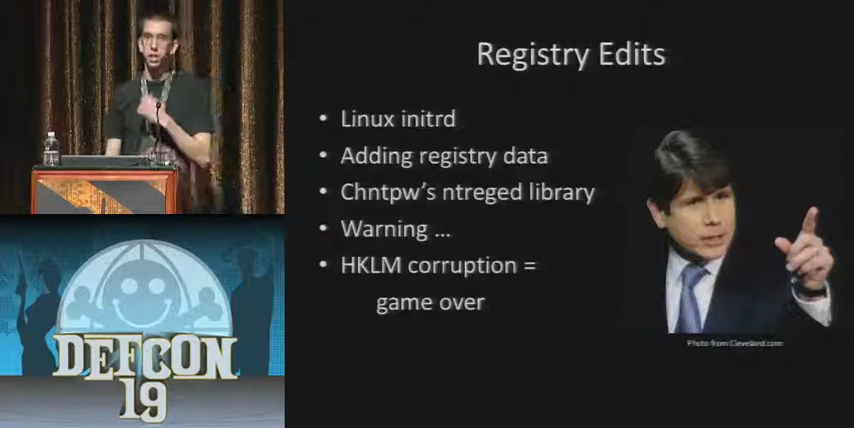 Registry Edits
• Linux initrd
• Adding registry data
• Chntpw's ntreged library
• Warning ...
• HKLM corruption =
game over
Photo from Cleveland.com
DEFCON
19